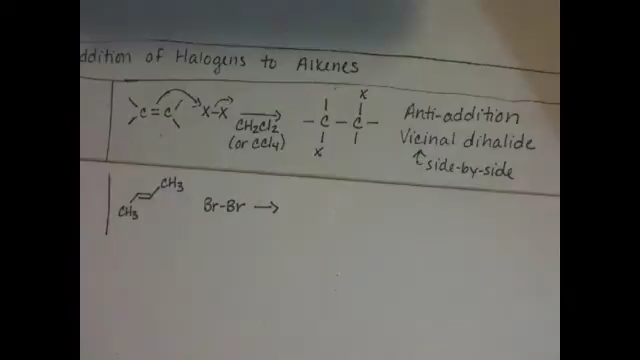 ddition of Halogens to Alkenes
C=C X-X CH2Cl2 (or CCl4)
X
- C - C -
X
Anti-addition
Vicinal dihalide
↑side-by-side
CH3 CH3 Br-Br →